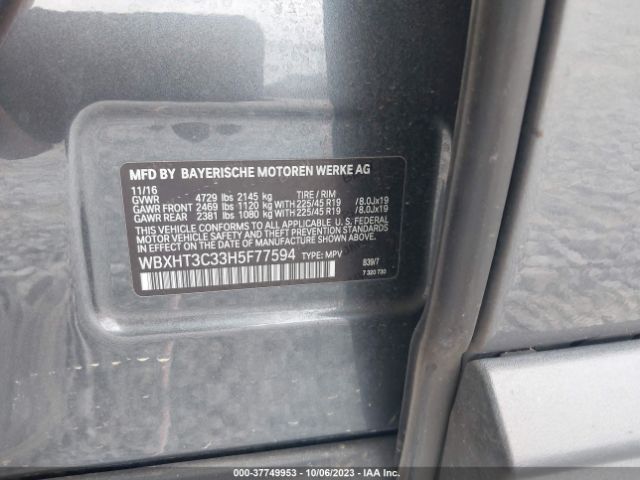 MFD BY BAYERISCHE MOTOREN WERKE AG
11/16
GVWR 4729 lbs 2145 kg TIRE / RIM
GAWR FRONT 2469 lbs 1120 kg WITH 225/45 R19 /8.0Jx19
GAWR REAR 2381 lbs 1080 kg WITH 225/45 R19 /8.0Jx19
THIS VEHICLE CONFORMS TO ALL APPLICABLE U.S. FEDERAL
MOTOR VEHICLE SAFETY, BUMPER, AND THEFT PREVENTION
STANDARDS IN EFFECT ON THE DATE OF MANUFACTURE SHOWN ABOVE.
WBXHT3C33H5F77594 TYPE: MPV
B39/7
7 320 730
000-37749953 - 10/06/2023 - IAA Inc.